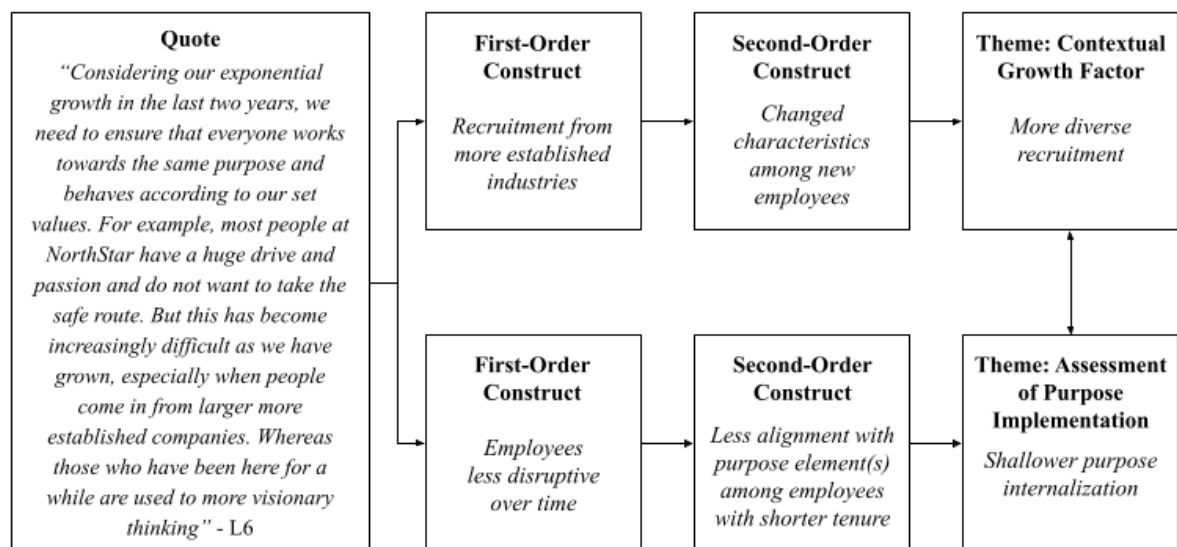 Quote
“Considering our exponential
growth in the last two years, we
need to ensure that everyone works
towards the same purpose and
behaves according to our set
values. For example, most people at
NorthStar have a huge drive and
passion and do not want to take the
safe route. But this has become
increasingly difficult as we have
grown, especially when people
come in from larger more
established companies. Whereas
those who have been here for a
while are used to more visionary
thinking” - L6
First-Order
Construct
Recruitment from
more established
industries
Second-Order
Construct
Changed
characteristics
among new
employees
Theme: Contextual
Growth Factor
More diverse
recruitment
First-Order
Construct
Employees
less disruptive
over time
Second-Order
Construct
Less alignment with
purpose element(s)
among employees
with shorter tenure
Theme: Assessment
of Purpose
Implementation
Shallower purpose
internalization